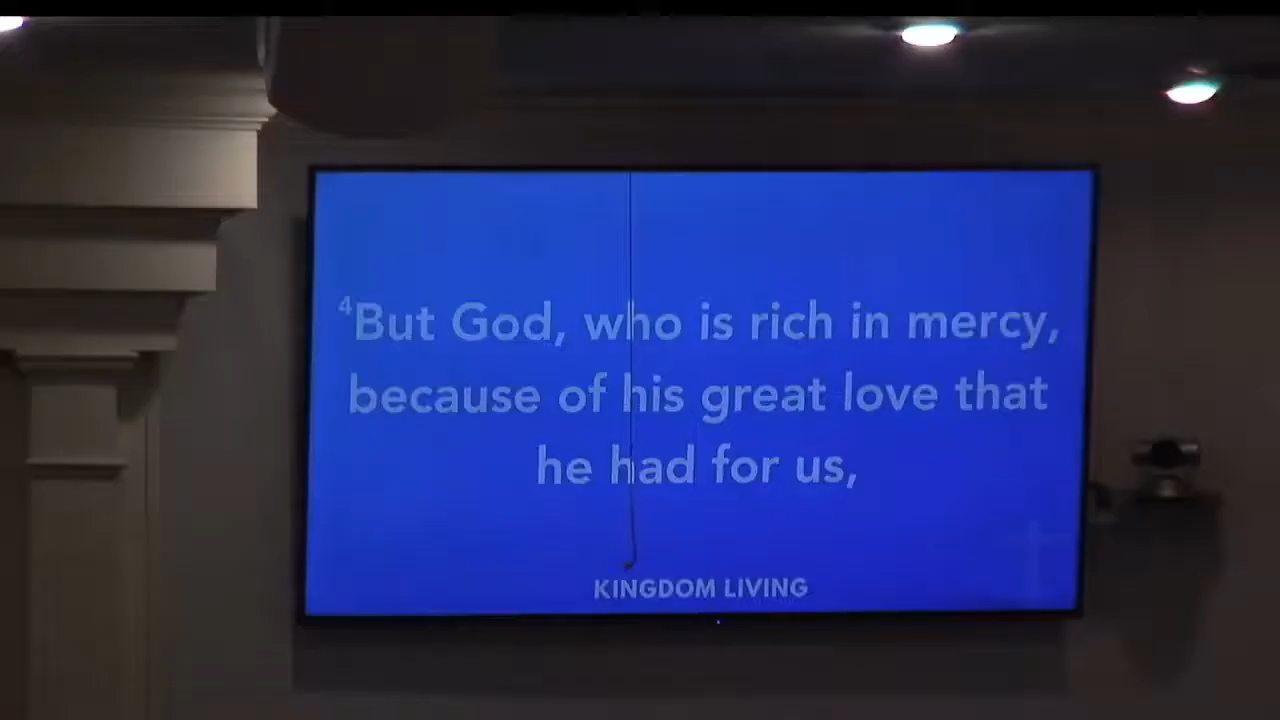 ⁴But God, who is rich in mercy,
because of his great love that
he had for us,
KINGDOM LIVING